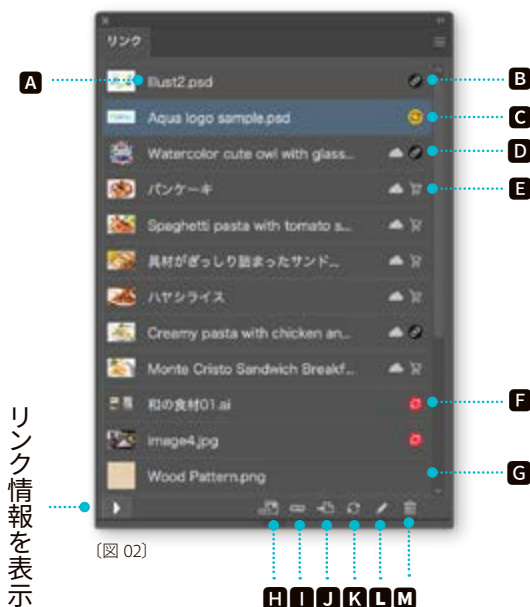 リンク
A
Illust2.psd
B
Aqua logo sample.psd
C
Watercolor cute owl with glass...
D
パンケーキ
E
Spaghetti pasta with tomato s...
具材がぎっしり詰まったサンド...
ハヤシライス
Creamy pasta with chicken an...
Monte Cristo Sandwich Breakf...
和の食材01.ai
F
image4.jpg
Wood Pattern.png
G
リンク情報を表示
〔図 02〕
H I J K L M